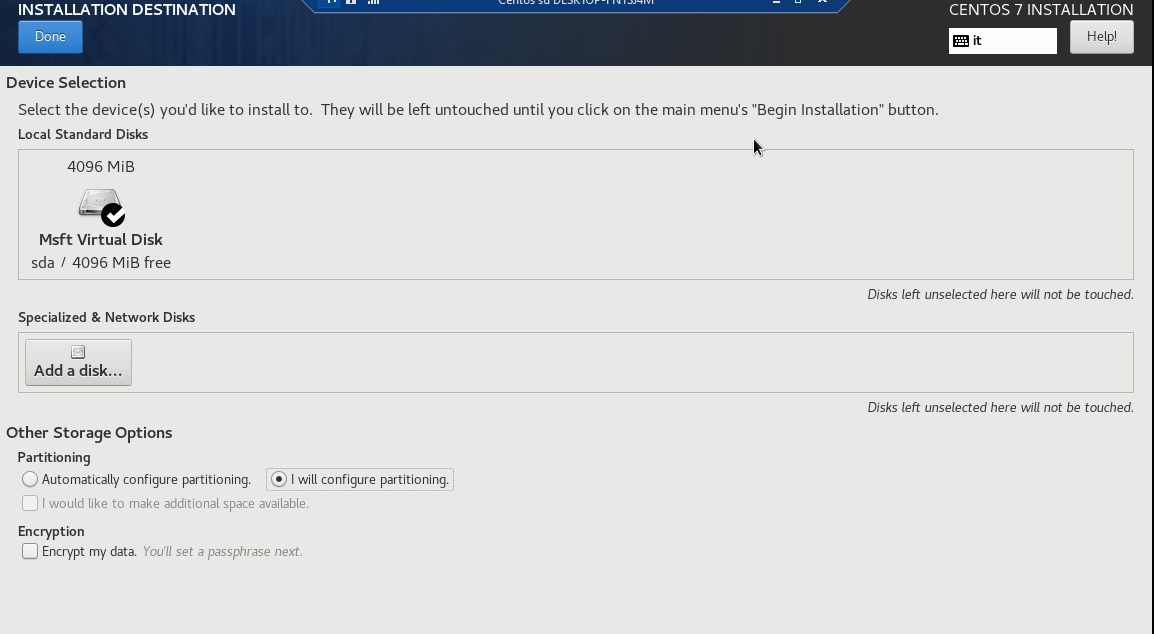 INSTALLATION DESTINATION
CENTOS 7 INSTALLATION
Done
it
Help!
Device Selection
Select the device(s) you'd like to install to. They will be left untouched until you click on the main menu's "Begin Installation" button.
Local Standard Disks
4096 MiB
Msft Virtual Disk
sda / 4096 MiB free
Disks left unselected here will not be touched.
Specialized & Network Disks
Add a disk...
Disks left unselected here will not be touched.
Other Storage Options
Partitioning
Automatically configure partitioning.
I will configure partitioning.
I would like to make additional space available.
Encryption
Encrypt my data. You'll set a passphrase next.